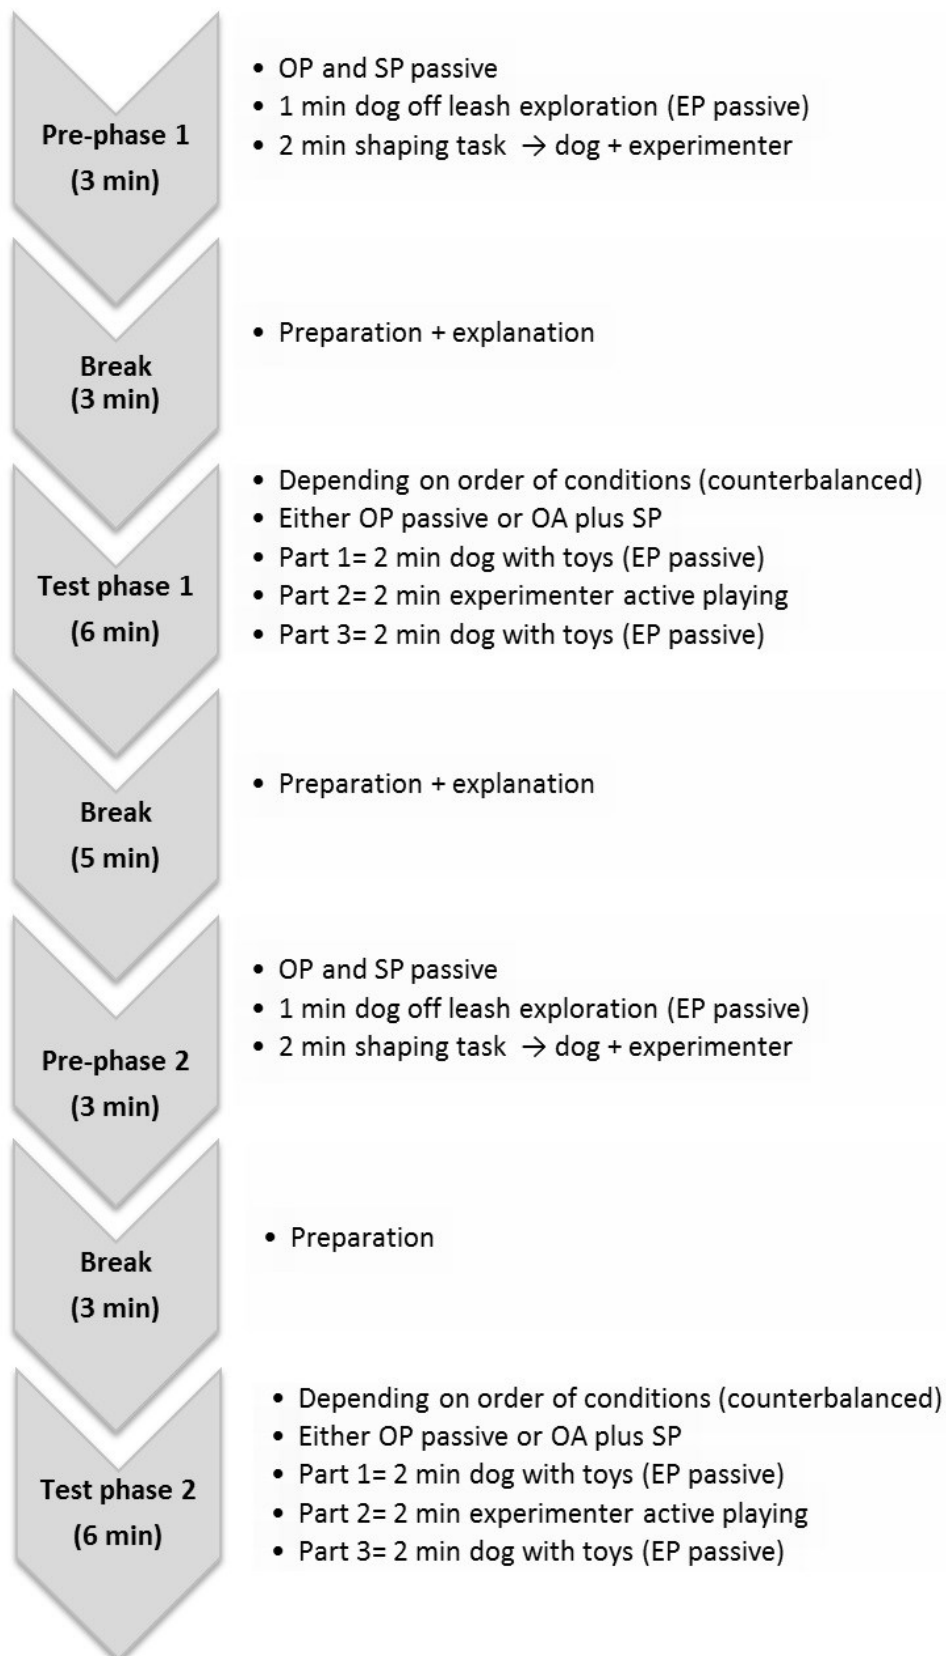 Pre-phase 1
(3 min)
• OP and SP passive
• 1 min dog off leash exploration (EP passive)
• 2 min shaping task → dog + experimenter
Break
(3 min)
• Preparation + explanation
Test phase 1
(6 min)
• Depending on order of conditions (counterbalanced)
• Either OP passive or OA plus SP
• Part 1= 2 min dog with toys (EP passive)
• Part 2= 2 min experimenter active playing
• Part 3= 2 min dog with toys (EP passive)
Break
(5 min)
• Preparation + explanation
Pre-phase 2
(3 min)
• OP and SP passive
• 1 min dog off leash exploration (EP passive)
• 2 min shaping task → dog + experimenter
Break
(3 min)
• Preparation
Test phase 2
(6 min)
• Depending on order of conditions (counterbalanced)
• Either OP passive or OA plus SP
• Part 1= 2 min dog with toys (EP passive)
• Part 2= 2 min experimenter active playing
• Part 3= 2 min dog with toys (EP passive)